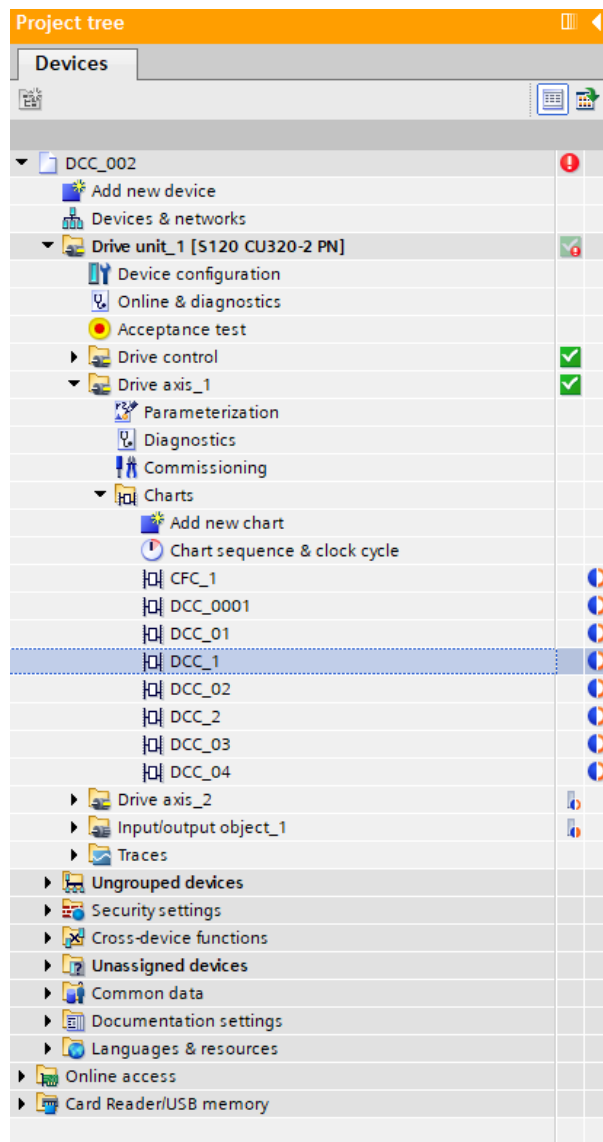 Project tree
Devices
DCC_002
Add new device
Devices & networks
Drive unit_1 [S120 CU320-2 PN]
Device configuration
Online & diagnostics
Acceptance test
Drive control
Drive axis_1
Parameterization
Diagnostics
Commissioning
Charts
Add new chart
Chart sequence & clock cycle
CFC_1
DCC_0001
DCC_01
DCC_1
DCC_02
DCC_2
DCC_03
DCC_04
Drive axis_2
Input/output object_1
Traces
Ungrouped devices
Security settings
Cross-device functions
Unassigned devices
Common data
Documentation settings
Languages & resources
Online access
Card Reader/USB memory